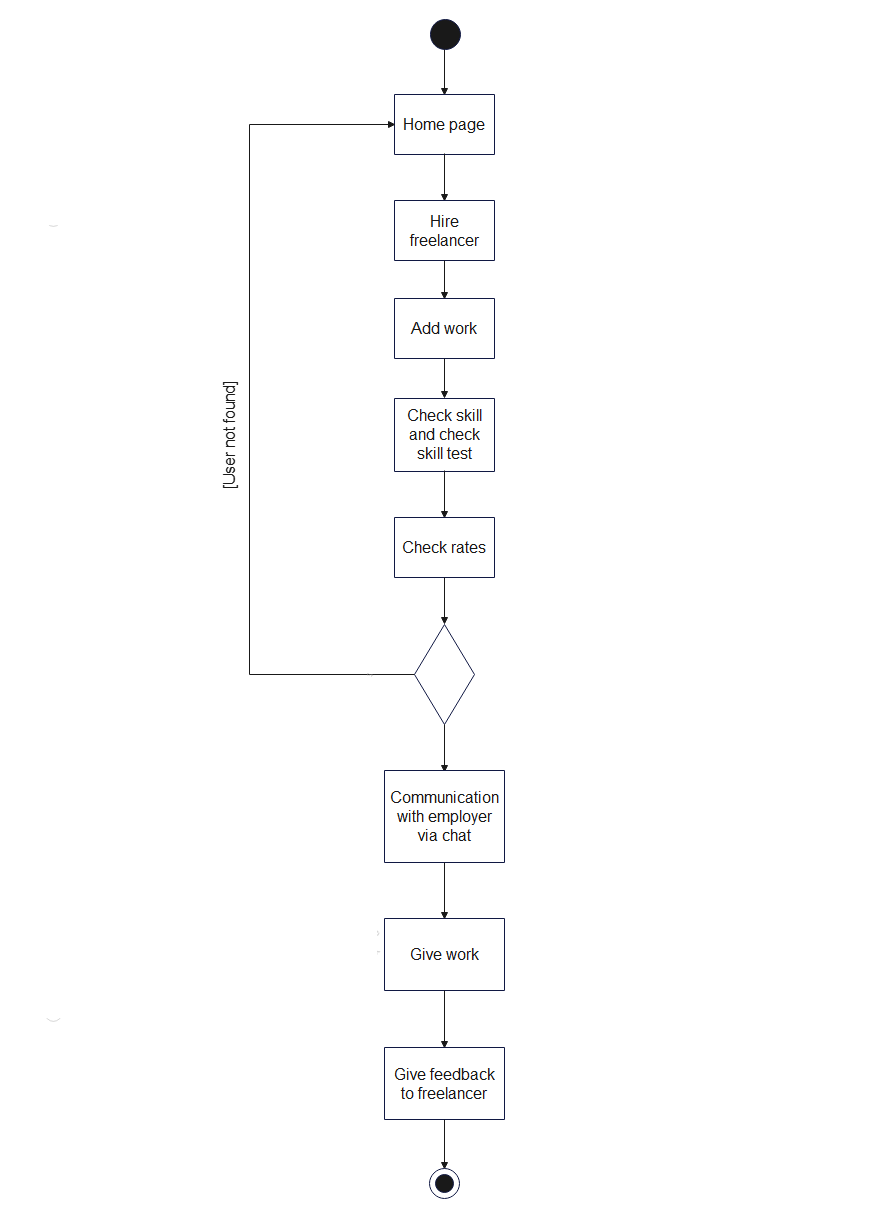 Home page
Hire
freelancer
Add work
Check skill
and check
skill test
[User not found]
Check rates
Communication
with employer
via chat
Give work
Give feedback
to freelancer